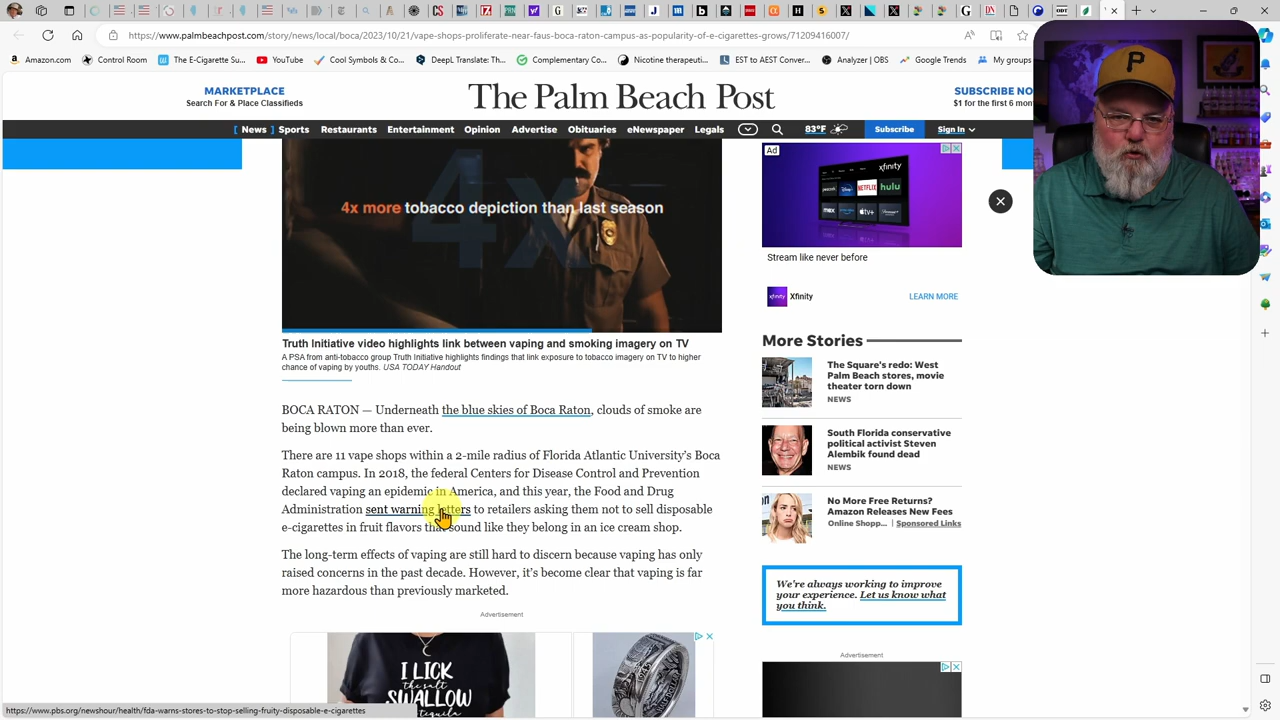 https://www.palmbeachpost.com/story/news/local/boca/2023/10/21/vape-shops-proliferate-near-faus-boca-raton-campus-as-popularity-of-e-cigarettes-grows/71209416007/
Amazon.com
Control Room
The E-Cigarette Su...
YouTube
Cool Symbols & Co...
DeepL Translate: Th...
Complementary Co...
Nicotine therapeuti...
EST to AEST Conver...
Analyzer | OBS
Google Trends
My groups
MARKETPLACE
Search For & Place Classifieds
The Palm Beach Post
SUBSCRIBE NO
$1 for the first 6 mon
[ News ] Sports Restaurants Entertainment Opinion Advertise Obituaries eNewspaper Legals 83°F Subscribe Sign In
4x
4x more tobacco depiction than last season
Truth Initiative video highlights link between vaping and smoking imagery on TV
A PSA from anti-tobacco group Truth Initiative highlights findings that link exposure to tobacco imagery on TV to higher
chance of vaping by youths. USA TODAY Handout
BOCA RATON — Underneath the blue skies of Boca Raton, clouds of smoke are
being blown more than ever.
There are 11 vape shops within a 2-mile radius of Florida Atlantic University's Boca
Raton campus. In 2018, the federal Centers for Disease Control and Prevention
declared vaping an epidemic in America, and this year, the Food and Drug
Administration sent warning letters to retailers asking them not to sell disposable
e-cigarettes in fruit flavors that sound like they belong in an ice cream shop.
The long-term effects of vaping are still hard to discern because vaping has only
raised concerns in the past decade. However, it's become clear that vaping is far
more hazardous than previously marketed.
Advertisement
I LICK
the salt
SWALLOW
tequila
Ad
xfinity
peacock
NETFLIX
hulu
max
Stream like never before
xfinity
Xfinity
LEARN MORE
More Stories
The Square's redo: West
Palm Beach stores, movie
theater torn down
NEWS
South Florida conservative
political activist Steven
Alembik found dead
NEWS
No More Free Returns?
Amazon Releases New Fees
Online Shopp... | Sponsored Links
We're always working to improve
your experience. Let us know what
you think.
Advertisement
P
https://www.pbs.org/newshour/health/fda-warns-stores-to-stop-selling-fruity-disposable-e-cigarettes